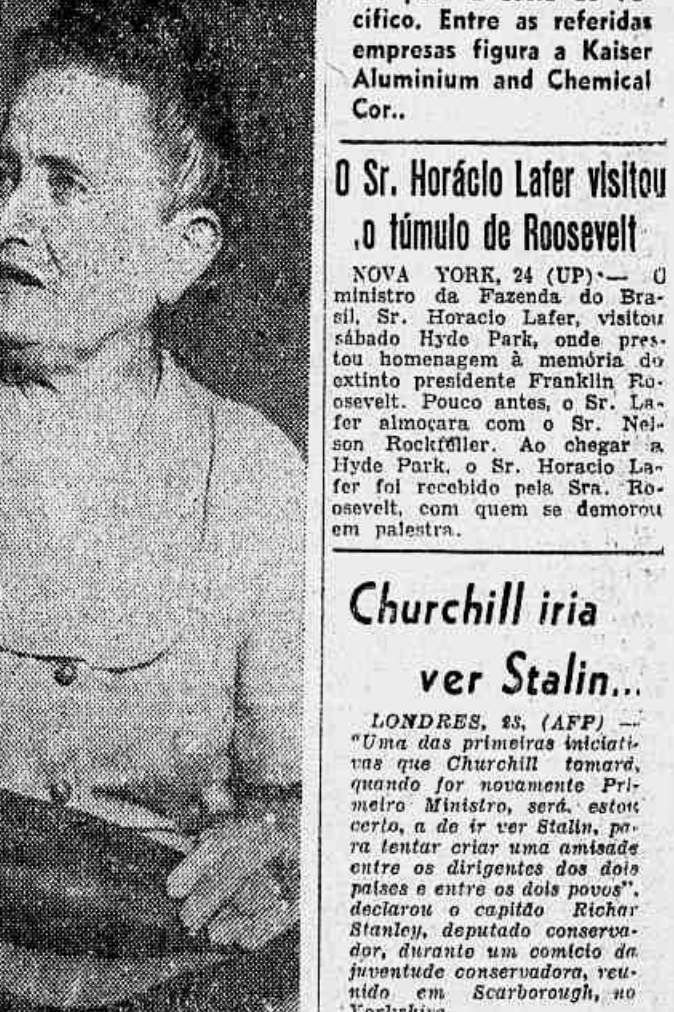 cífico. Entre as referidas
empresas figura a Kaiser
Aluminium and Chemical
Cor..
O Sr. Horácio Lafer visitou
o túmulo de Roosevelt
NOVA YORK, 24 (UP) — O
ministro da Fazenda do Bra-
sil, Sr. Horacio Lafer, visitou
sábado Hyde Park, onde pres-
tou homenagem à memória do
extinto presidente Franklin Ro-
osevelt. Pouco antes, o Sr. La-
fer almoçara com o Sr. Nel-
son Rockfeller. Ao chegar a
Hyde Park, o Sr. Horacio La-
fer foi recebido pela Sra. Ro-
osevelt, com quem se demorou
em palestra.
Churchill iria
ver Stalin...
LONDRES, 23, (AFP) —
"Uma das primeiras iniciati-
vas que Churchill tomará,
quando for novamente Pri-
meiro Ministro, será, estou
certo, a de ir ver Stalin, pa-
ra tentar criar uma amisade
entre os dirigentes dos dois
países e entre os dois povos",
declarou o capitão Richar
Stanley, deputado conserva-
dor, durante um comício da
juventude conservadora, reu-
nido em Scarborough, no